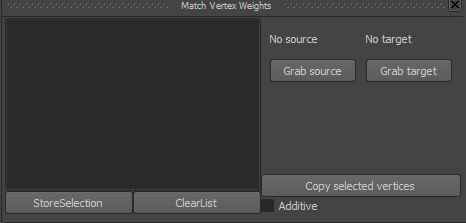 Match Vertex Weights
No source No target
Grab source Grab target
Copy selected vertices
StoreSelection ClearList Additive